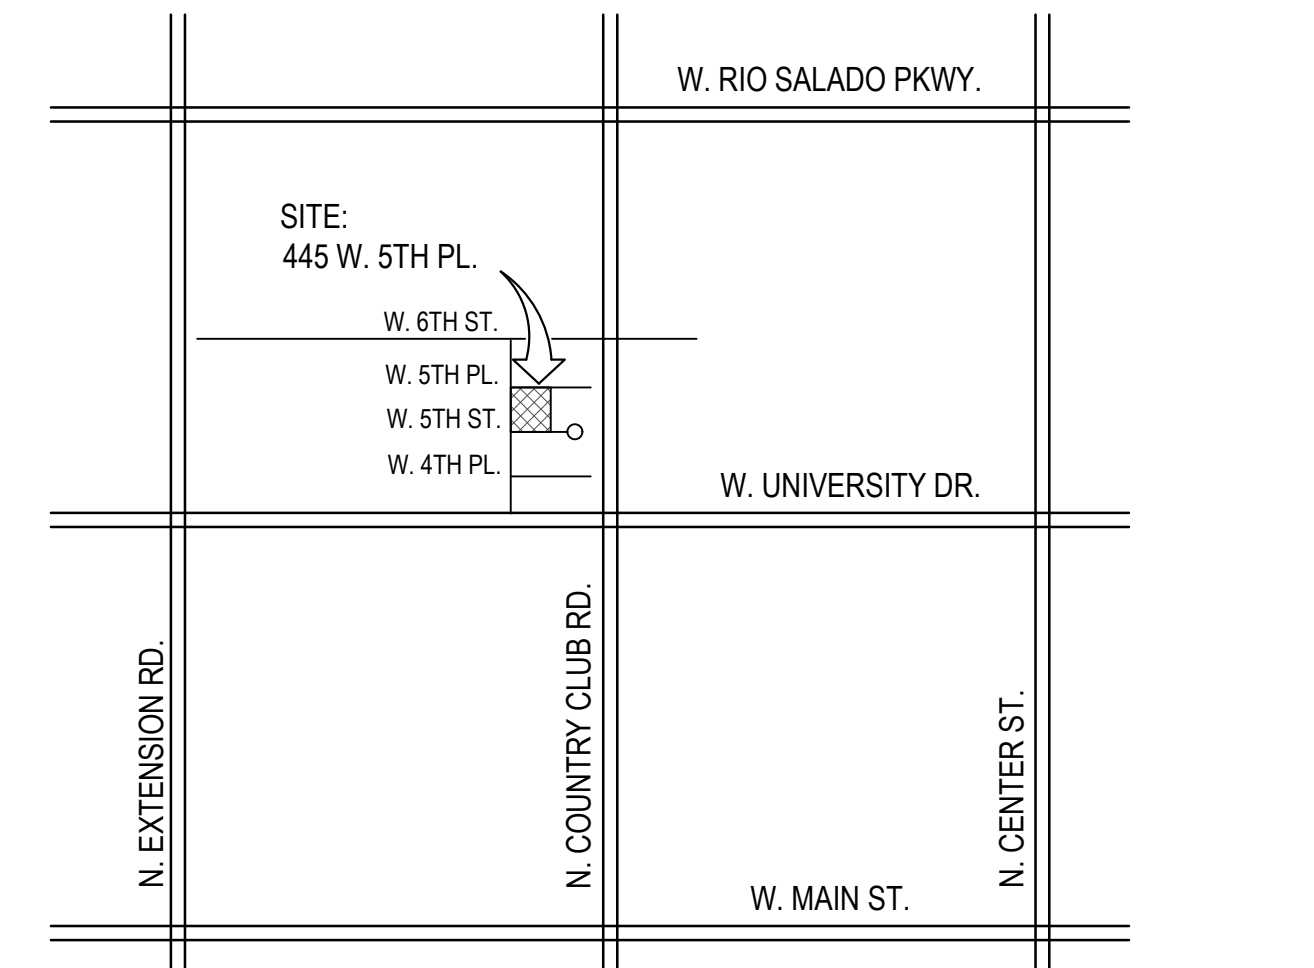 W. RIO SALADO PKWY.
SITE:
445 W. 5TH PL.
W. 6TH ST.
W. 5TH PL.
W. 5TH ST.
W. 4TH PL.
W. UNIVERSITY DR.
N. EXTENSION RD.
N. COUNTRY CLUB RD.
N. CENTER ST.
W. MAIN ST.